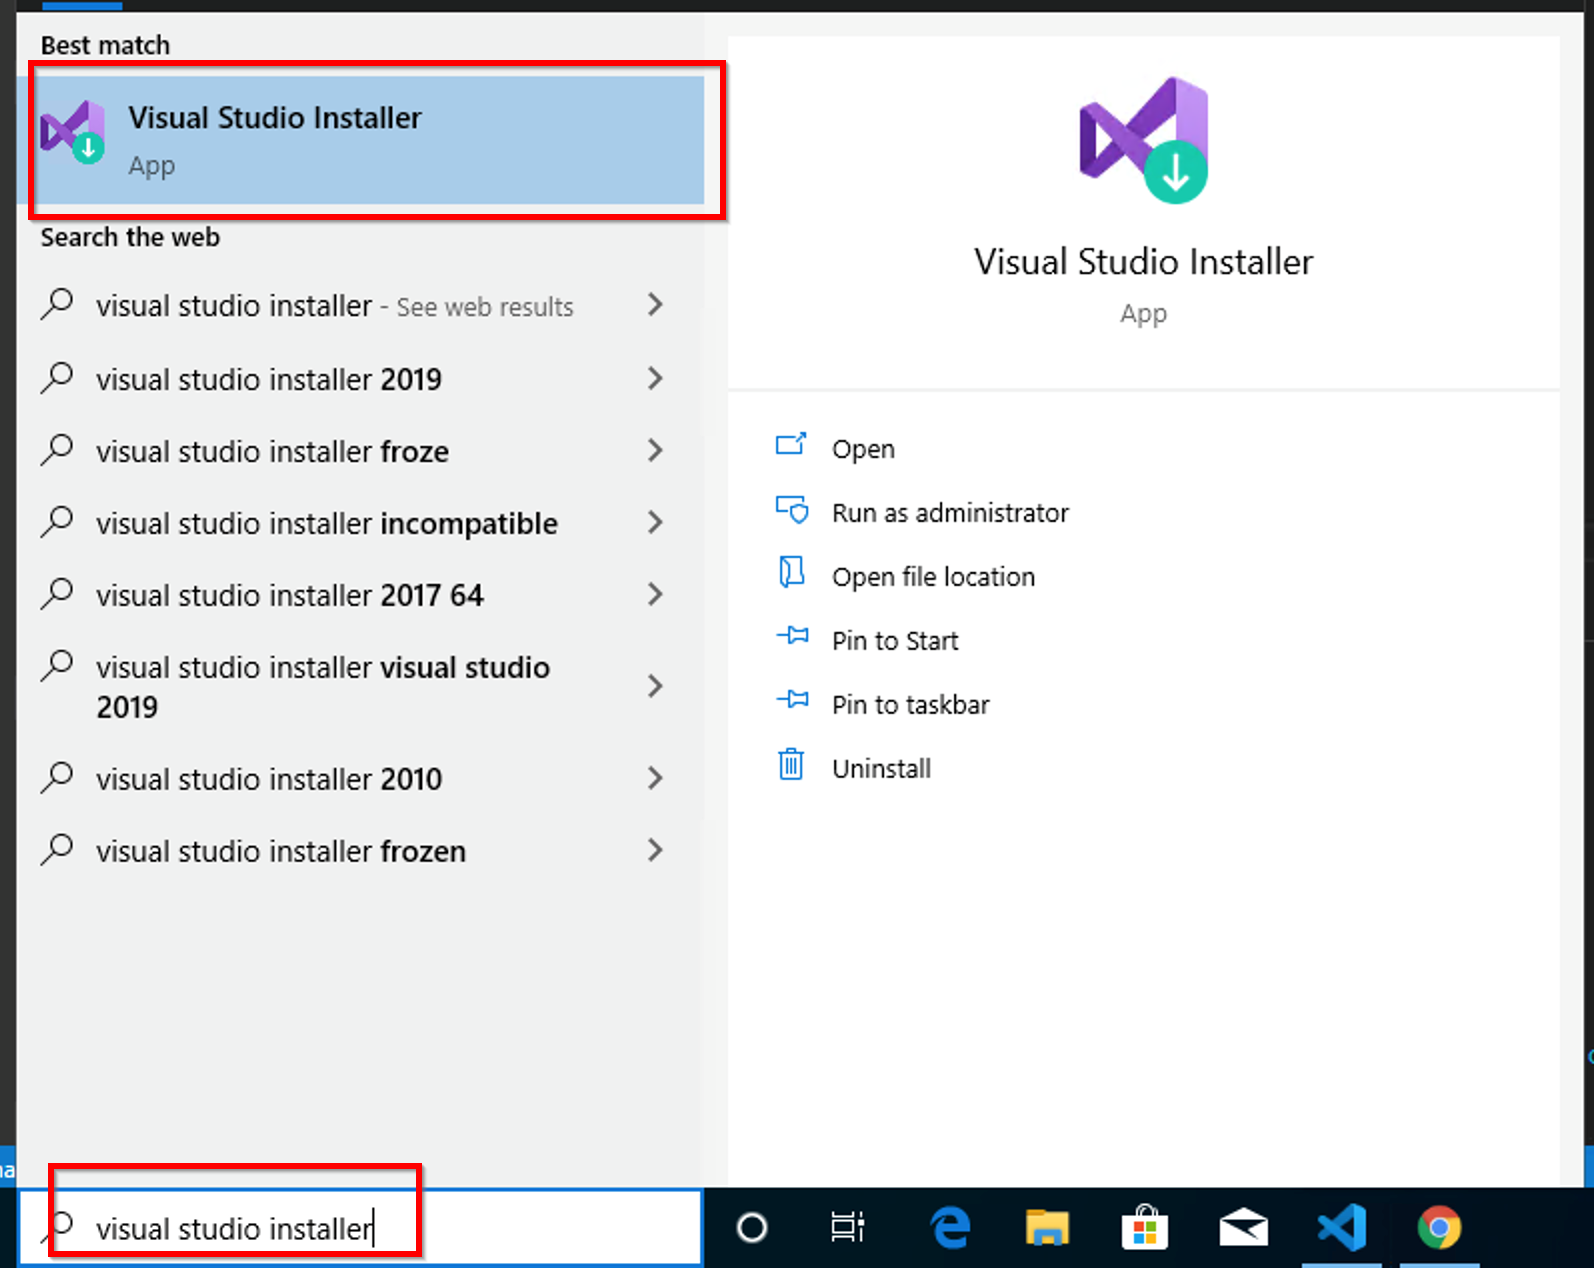 Best match
Visual Studio Installer
App
Search the web
visual studio installer - See web results
visual studio installer 2019
visual studio installer froze
visual studio installer incompatible
visual studio installer 2017 64
visual studio installer visual studio
2019
visual studio installer 2010
visual studio installer frozen
visual studio installer
Visual Studio Installer
App
Open
Run as administrator
Open file location
Pin to Start
Pin to taskbar
Uninstall